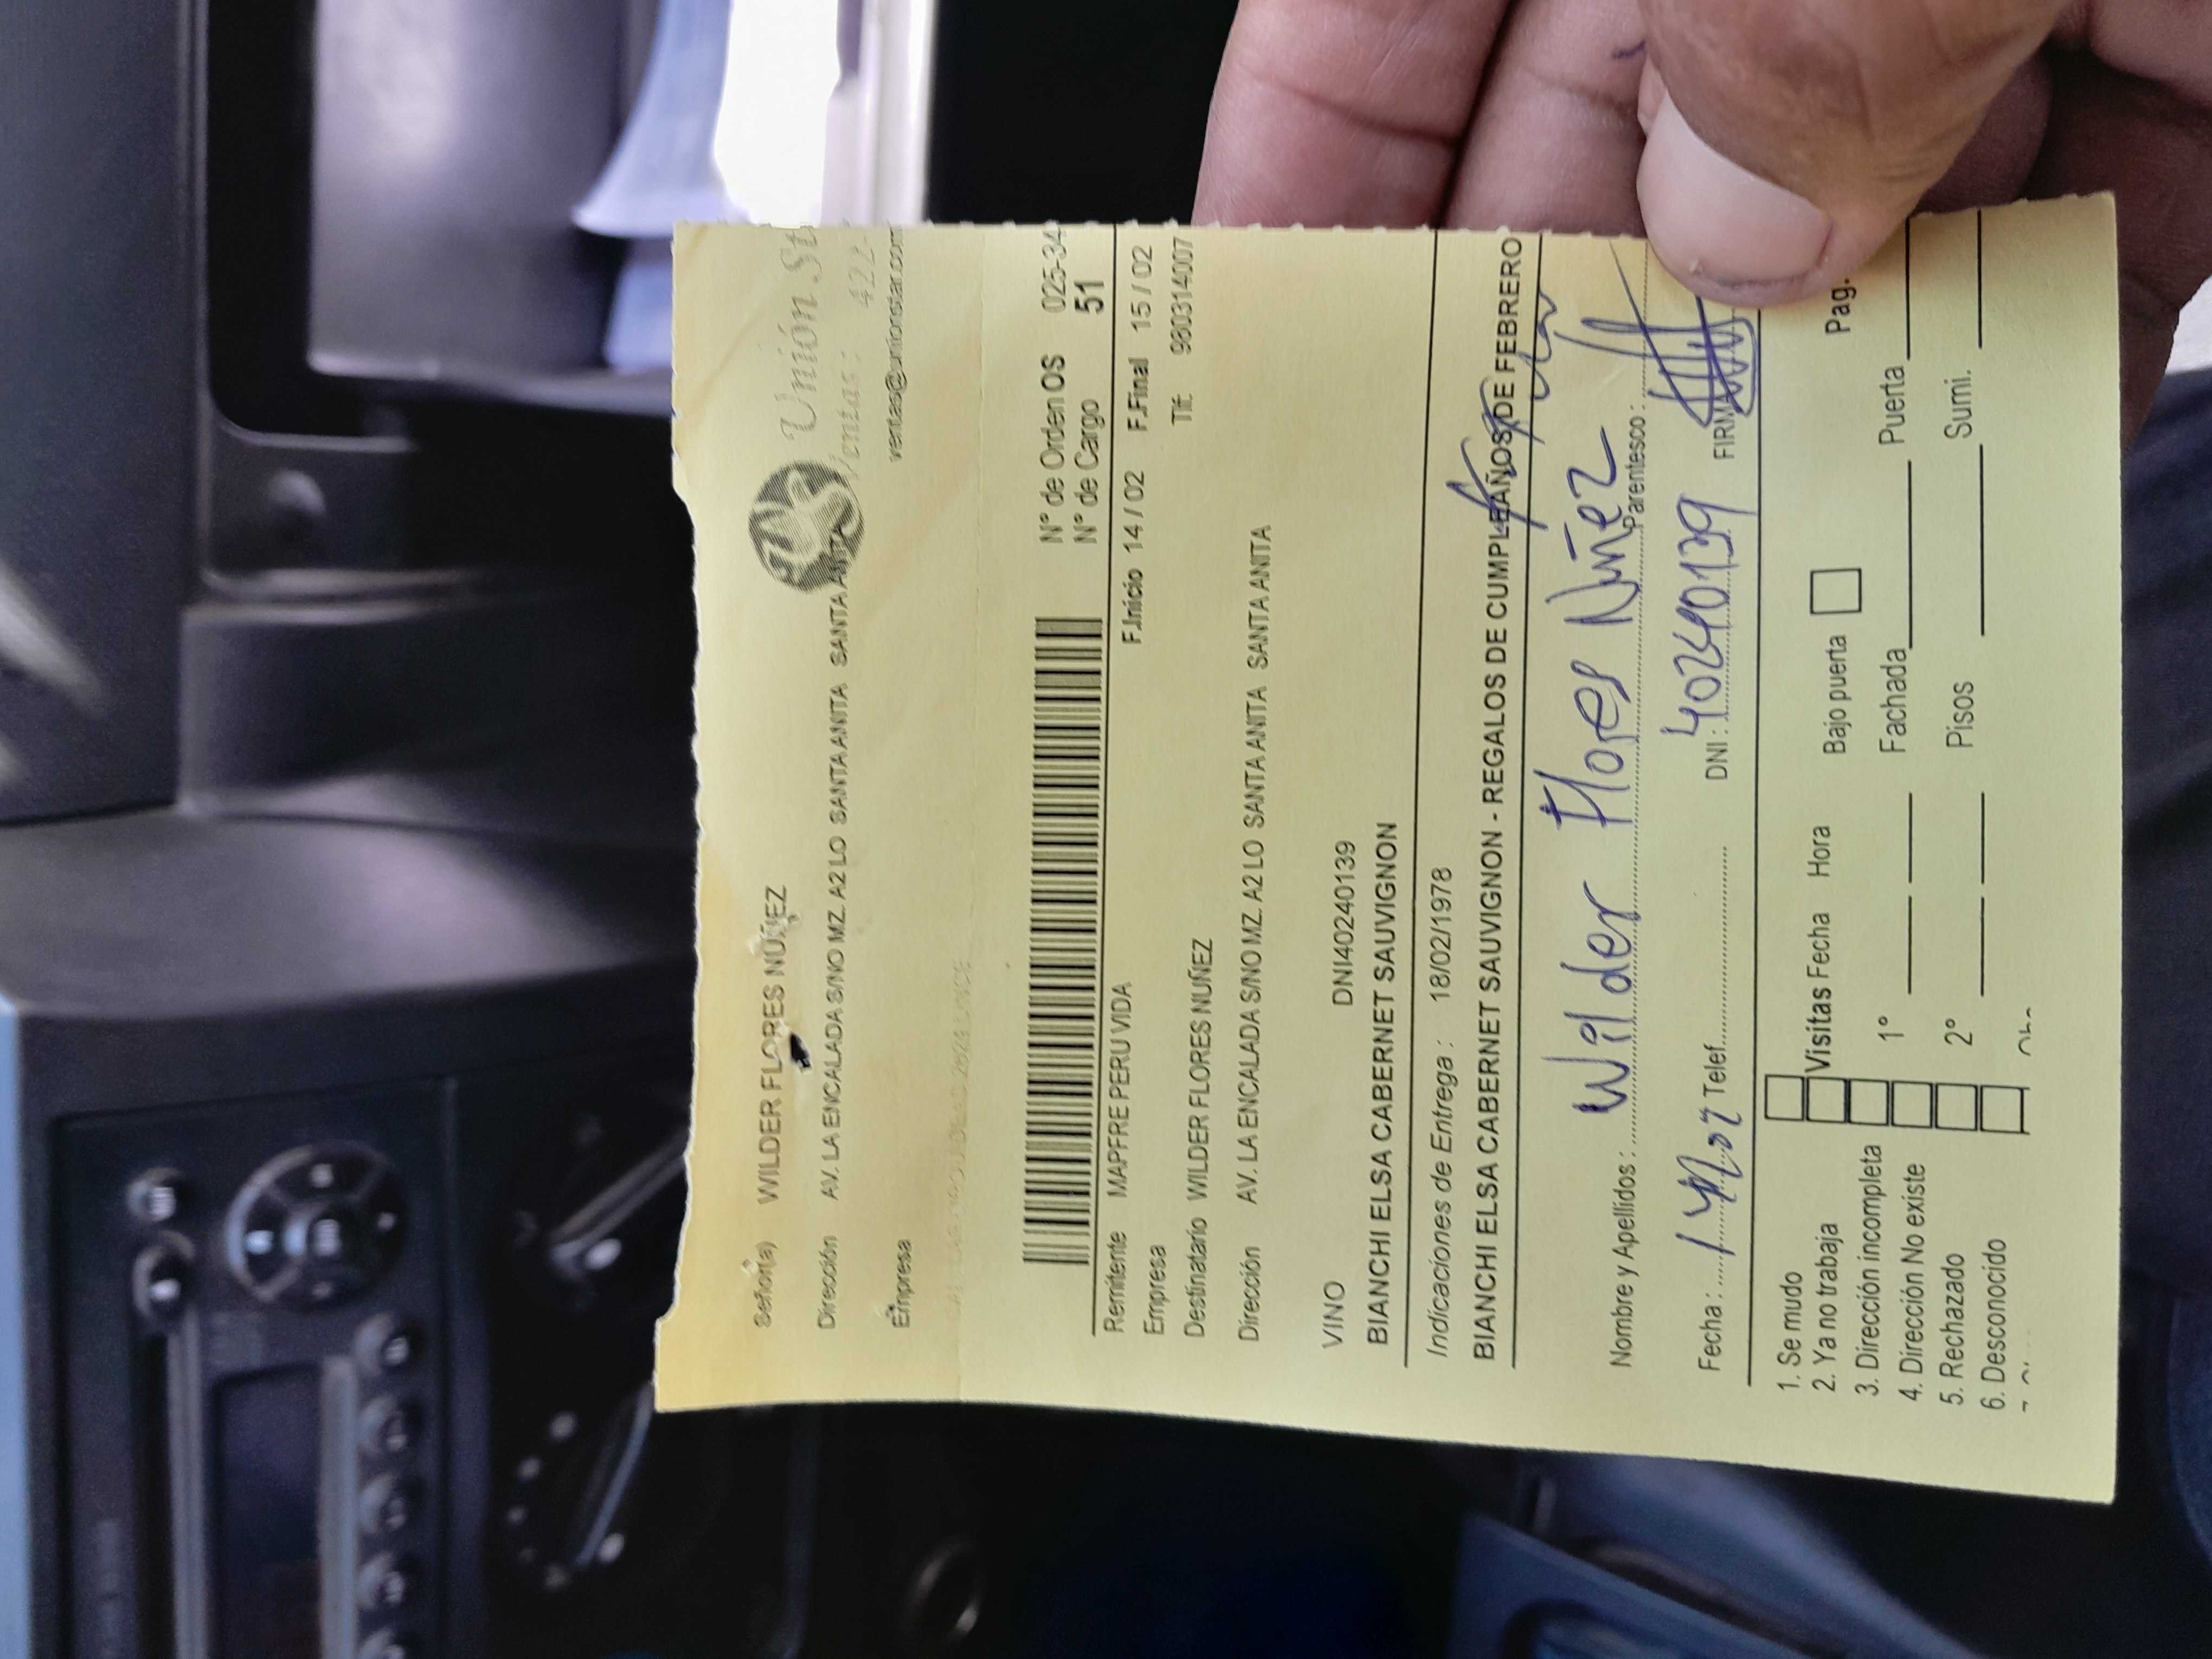 Señor(a) WILDER FLORES NUÑEZ
Unión St
Dirección AV. LA ENCALADA S/NO MZ. A2 LO SANTA ANITA SANTA ANITA
Ventas: 422-
Empresa
ventas@unionstar.com
Nº de Orden OS 025-34
Nº de Cargo 51
Remitente MAPFRE PERU VIDA
F.Inicio 14 / 02 F.Final 15 / 02
Empresa
Tlf. 980314007
Destinatario WILDER FLORES NUÑEZ
Dirección AV. LA ENCALADA S/NO MZ. A2 LO SANTA ANITA SANTA ANITA
VINO DNI40240139
BIANCHI ELSA CABERNET SAUVIGNON
Indicaciones de Entrega : 18/02/1978
BIANCHI ELSA CABERNET SAUVIGNON - REGALOS DE CUMPLEAÑOS DE FEBRERO
Nombre y Apellidos : Wilder Flores Nuñez Parentesco :
Fecha : Telef. DNI : 40240139 FIRMA
1. Se mudo
2. Ya no trabaja Visitas Fecha Hora Bajo puerta Pag.
3. Dirección incompleta
4. Dirección No existe 1º Fachada Puerta
5. Rechazado
6. Desconocido 2º Pisos Sumi.